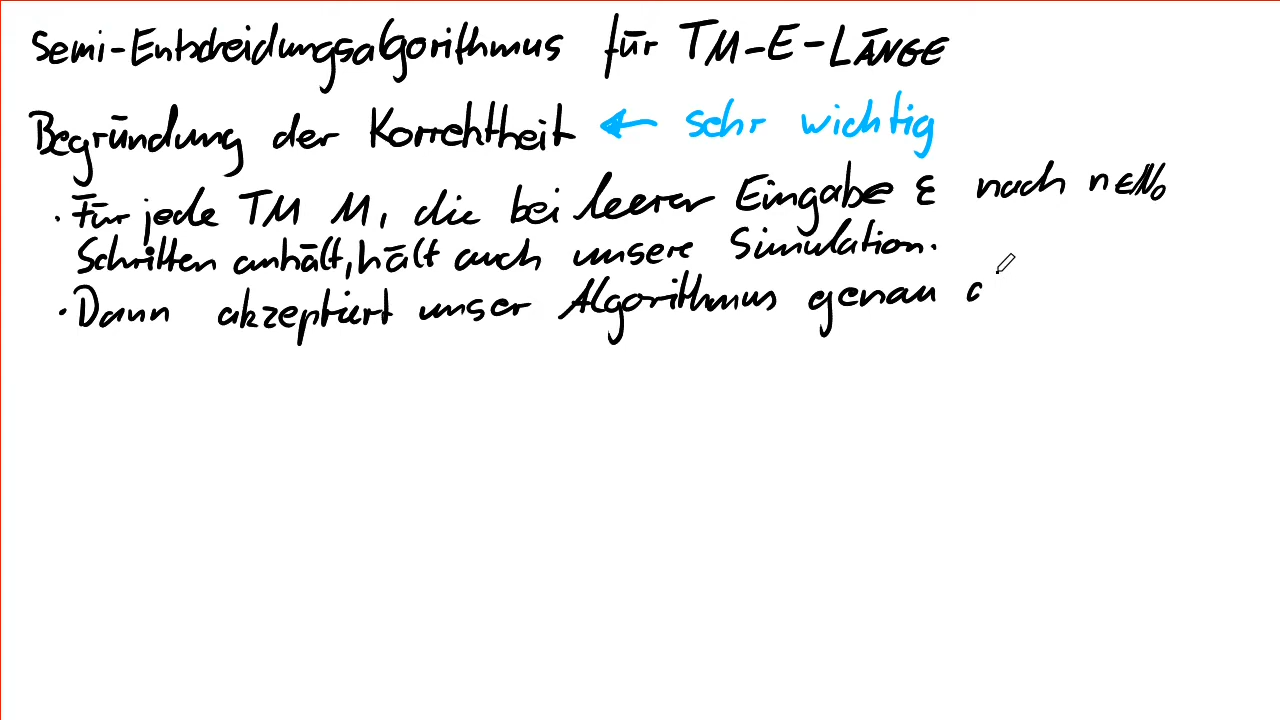 Semi-Entscheidungsalgorithmus für TM-E-LÄNGE
Begründung der Korrektheit ← sehr wichtig
· Für jede TM M, die bei leerer Eingabe ε nach n∈ℕ₀
Schritten anhält, hält auch unsere Simulation.
· Dann akzeptiert unser Algorithmus genau d